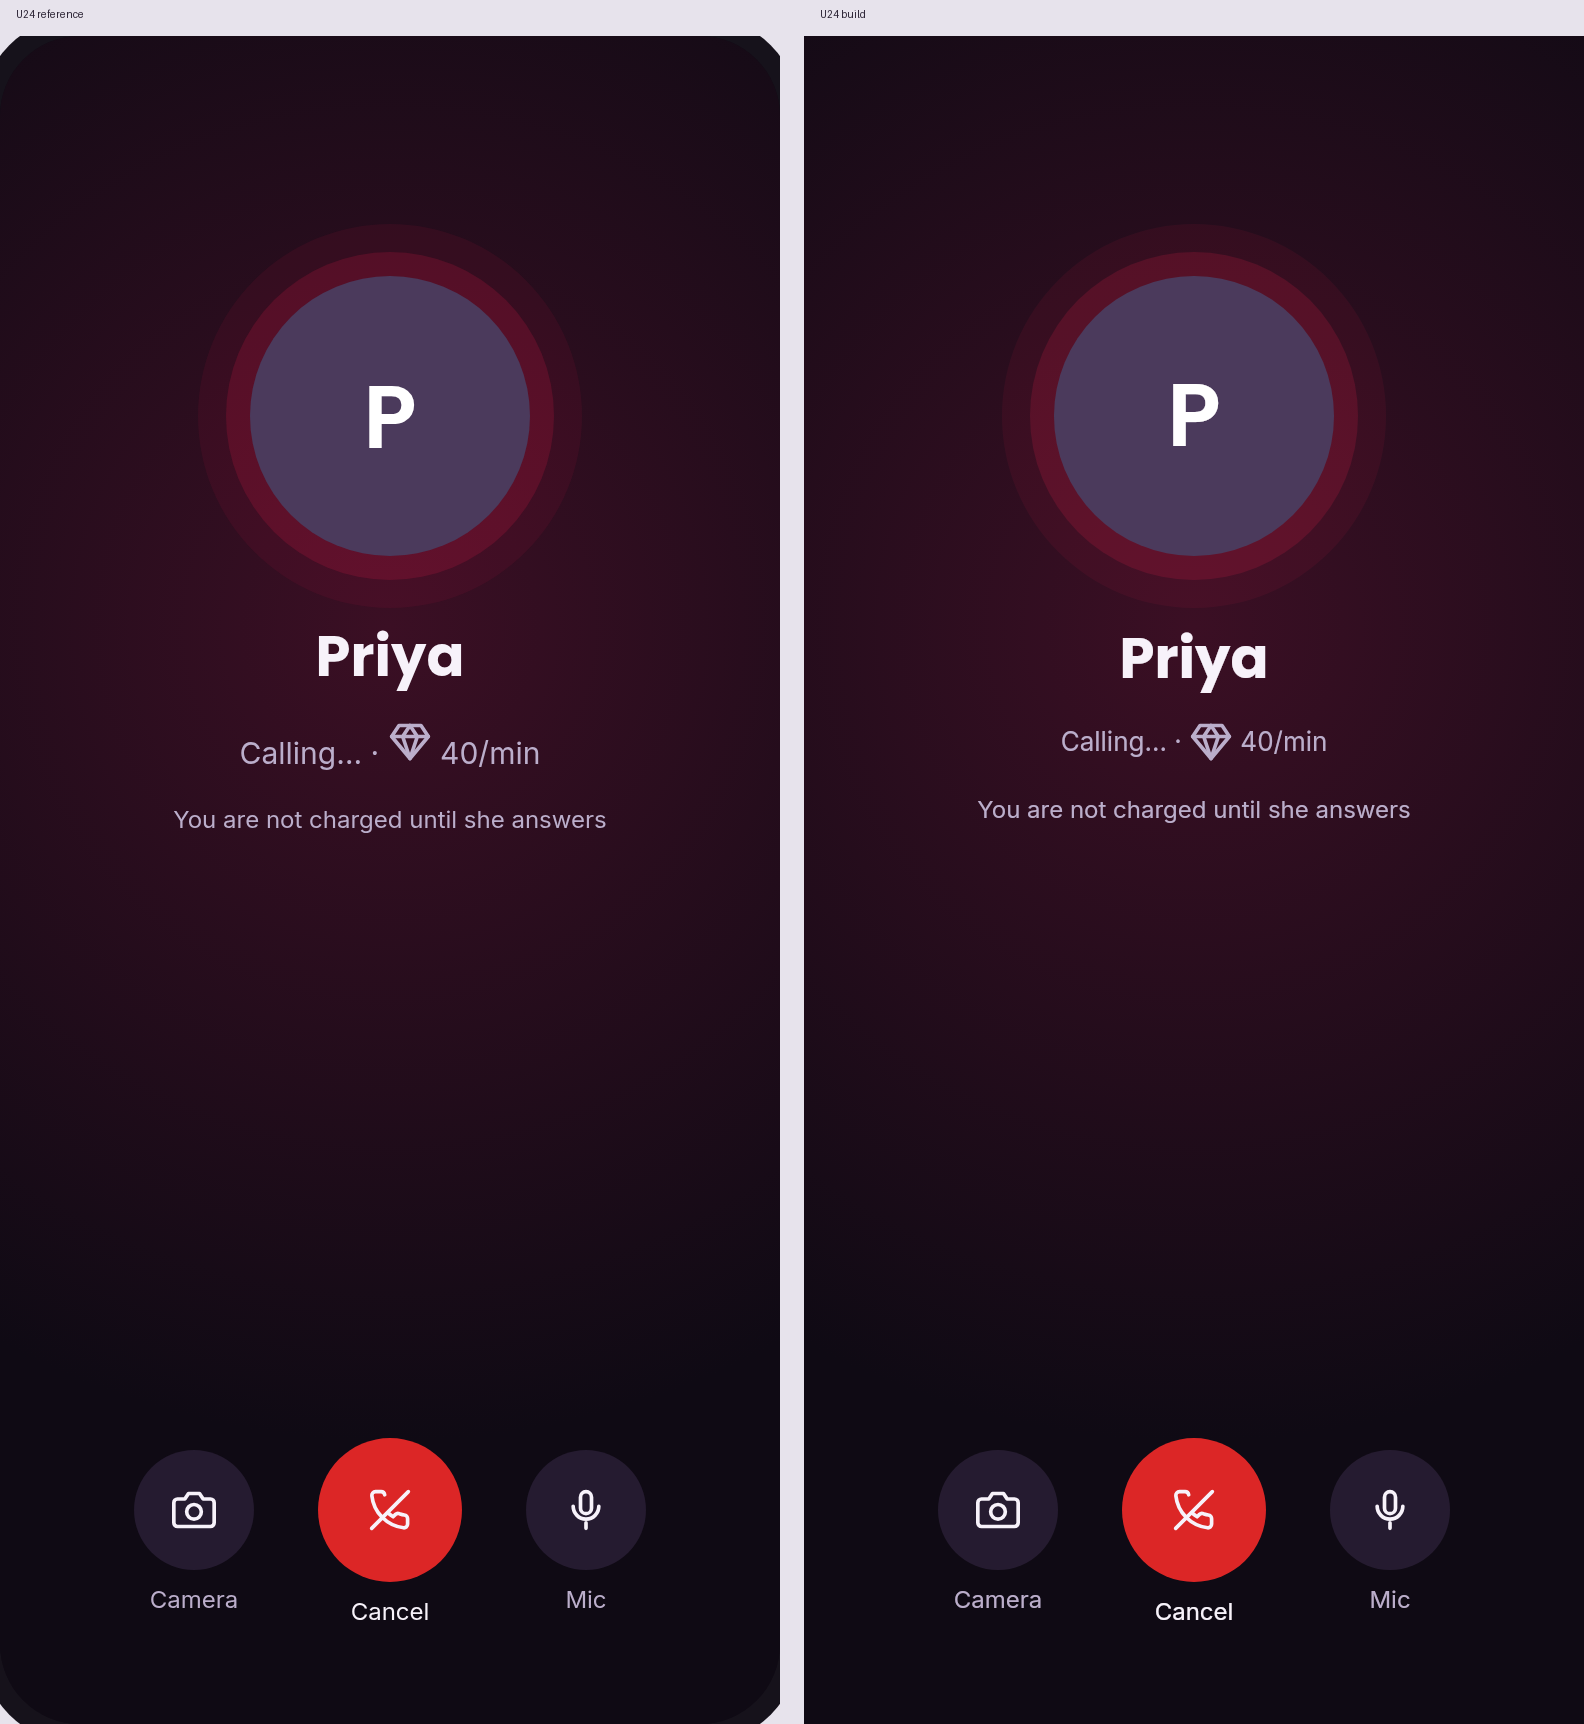 U24 reference
P
Priya
Calling... · 40/min
You are not charged until she answers
Camera
Cancel
Mic
U24 build
P
Priya
Calling... · 40/min
You are not charged until she answers
Camera
Cancel
Mic